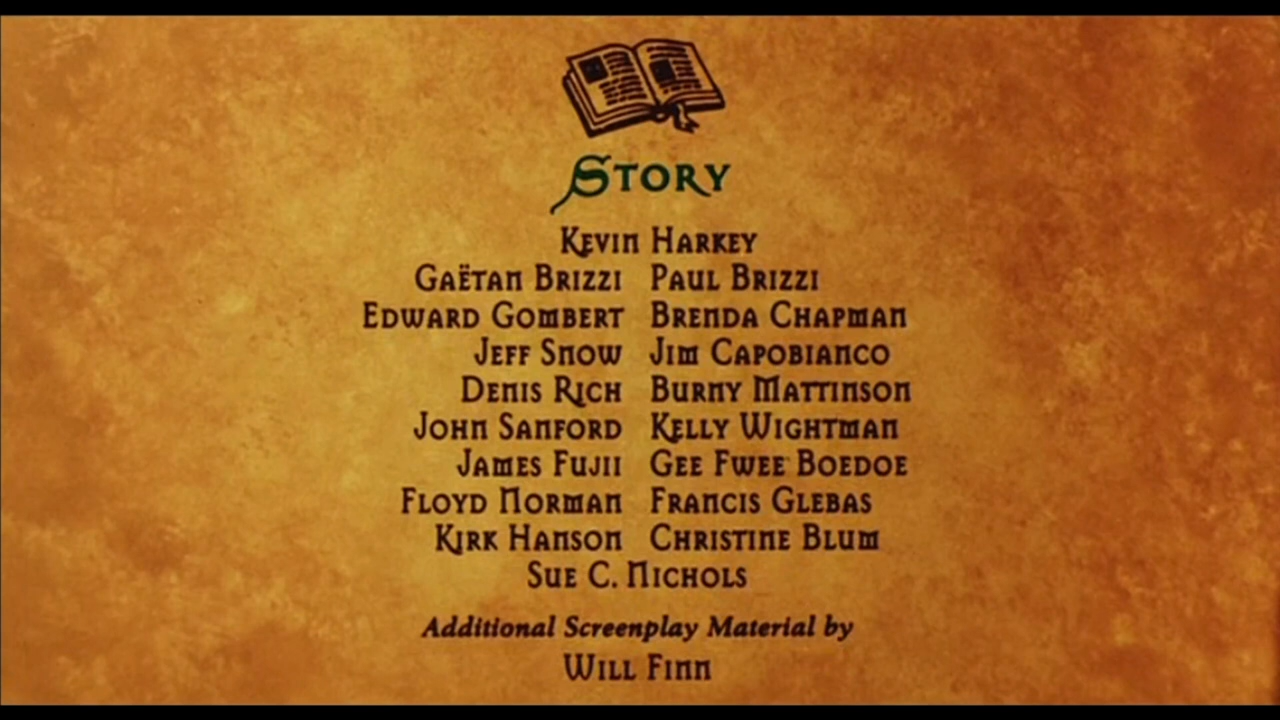 Story
Kevin Harkey
Gaëtan Brizzi Paul Brizzi
Edward Gombert Brenda Chapman
Jeff Snow Jim Capobianco
Denis Rich Burny Mattinson
John Sanford Kelly Wightman
James Fujii Gee Fwee Boedoe
Floyd Norman Francis Glebas
Kirk Hanson Christine Blum
Sue C. Nichols
Additional Screenplay Material by
Will Finn